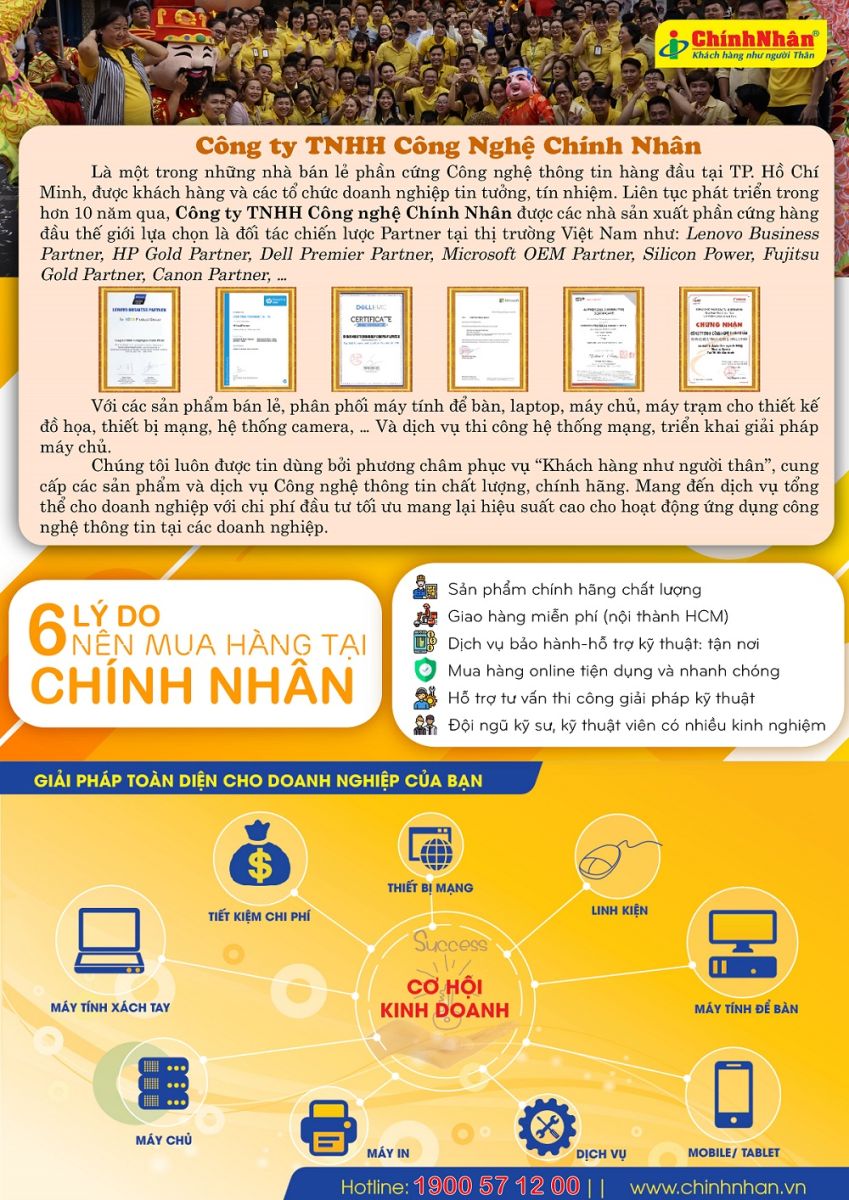 ChínhNhân®
Khách hàng như người Thân
Công ty TNHH Công Nghệ Chính Nhân
Là một trong những nhà bán lẻ phần cứng Công nghệ thông tin hàng đầu tại TP. Hồ Chí
Minh, được khách hàng và các tổ chức doanh nghiệp tin tưởng, tín nhiệm. Liên tục phát triển trong
hơn 10 năm qua, Công ty TNHH Công nghệ Chính Nhân được các nhà sản xuất phần cứng hàng
đầu thế giới lựa chọn là đối tác chiến lược Partner tại thị trường Việt Nam như: Lenovo Business
Partner, HP Gold Partner, Dell Premier Partner, Microsoft OEM Partner, Silicon Power, Fujitsu
Gold Partner, Canon Partner, ...
LENOVO BUSINESS PARTNER
DELLEMC
CERTIFICATE
Microsoft
CHỨNG NHẬN
Với các sản phẩm bán lẻ, phân phối máy tính để bàn, laptop, máy chủ, máy trạm cho thiết kế
đồ họa, thiết bị mạng, hệ thống camera, ... Và dịch vụ thi công hệ thống mạng, triển khai giải pháp
máy chủ.
Chúng tôi luôn được tin dùng bởi phương châm phục vụ “Khách hàng như người thân”, cung
cấp các sản phẩm và dịch vụ Công nghệ thông tin chất lượng, chính hãng. Mang đến dịch vụ tổng
thể cho doanh nghiệp với chi phí đầu tư tối ưu mang lại hiệu suất cao cho hoạt động ứng dụng công
nghệ thông tin tại các doanh nghiệp.
6 LÝ DO
NÊN MUA HÀNG TẠI
CHÍNH NHÂN
Sản phẩm chính hãng chất lượng
Giao hàng miễn phí (nội thành HCM)
Dịch vụ bảo hành-hỗ trợ kỹ thuật: tận nơi
Mua hàng online tiện dụng và nhanh chóng
Hỗ trợ tư vấn thi công giải pháp kỹ thuật
Đội ngũ kỹ sư, kỹ thuật viên có nhiều kinh nghiệm
GIẢI PHÁP TOÀN DIỆN CHO DOANH NGHIỆP CỦA BẠN
THIẾT BỊ MẠNG
TIẾT KIỆM CHI PHÍ
LINH KIỆN
Success
CƠ HỘI
KINH DOANH
MÁY TÍNH XÁCH TAY
MÁY TÍNH ĐỂ BÀN
MÁY CHỦ
MÁY IN
DỊCH VỤ
MOBILE/ TABLET
Hotline: 1900 57 12 00 || www.chinhnhan.vn